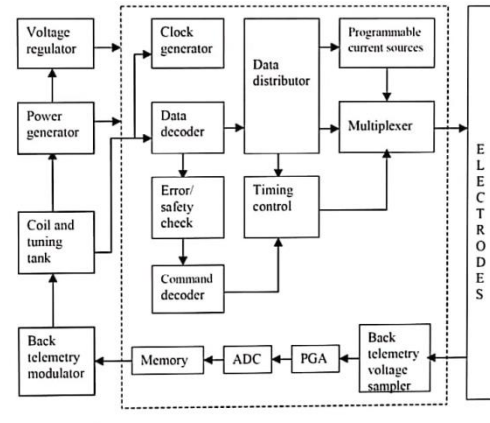 Voltage
regulator
Clock
generator
Data
distributor
Programmable
current sources
Power
generator
Data
decoder
Multiplexer
Error/
safety
check
Timing
control
Coil and
tuning
tank
Command
decoder
Back
telemetry
modulator
Memory
ADC
PGA
Back
telemetry
voltage
sampler
E
L
E
C
T
R
O
D
E
S